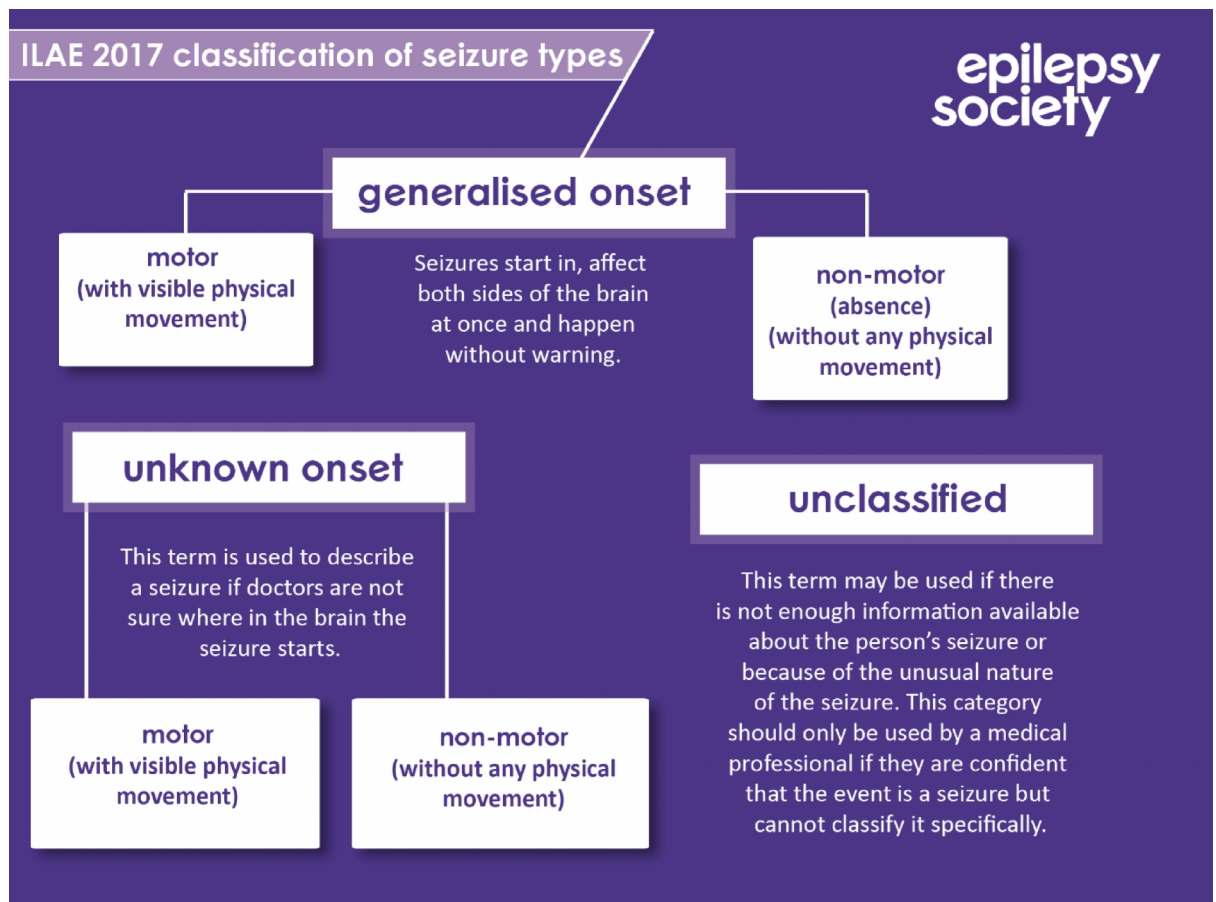 ILAE 2017 classification of seizure types
epilepsy
society
generalised onset
motor
(with visible physical
movement)
Seizures start in, affect
both sides of the brain
at once and happen
without warning.
non-motor
(absence)
(without any physical
movement)
unknown onset
This term is used to describe
a seizure if doctors are not
sure where in the brain the
seizure starts.
motor
(with visible physical
movement)
non-motor
(without any physical
movement)
unclassified
This term may be used if there
is not enough information available
about the person's seizure or
because of the unusual nature
of the seizure. This category
should only be used by a medical
professional if they are confident
that the event is a seizure but
cannot classify it specifically.